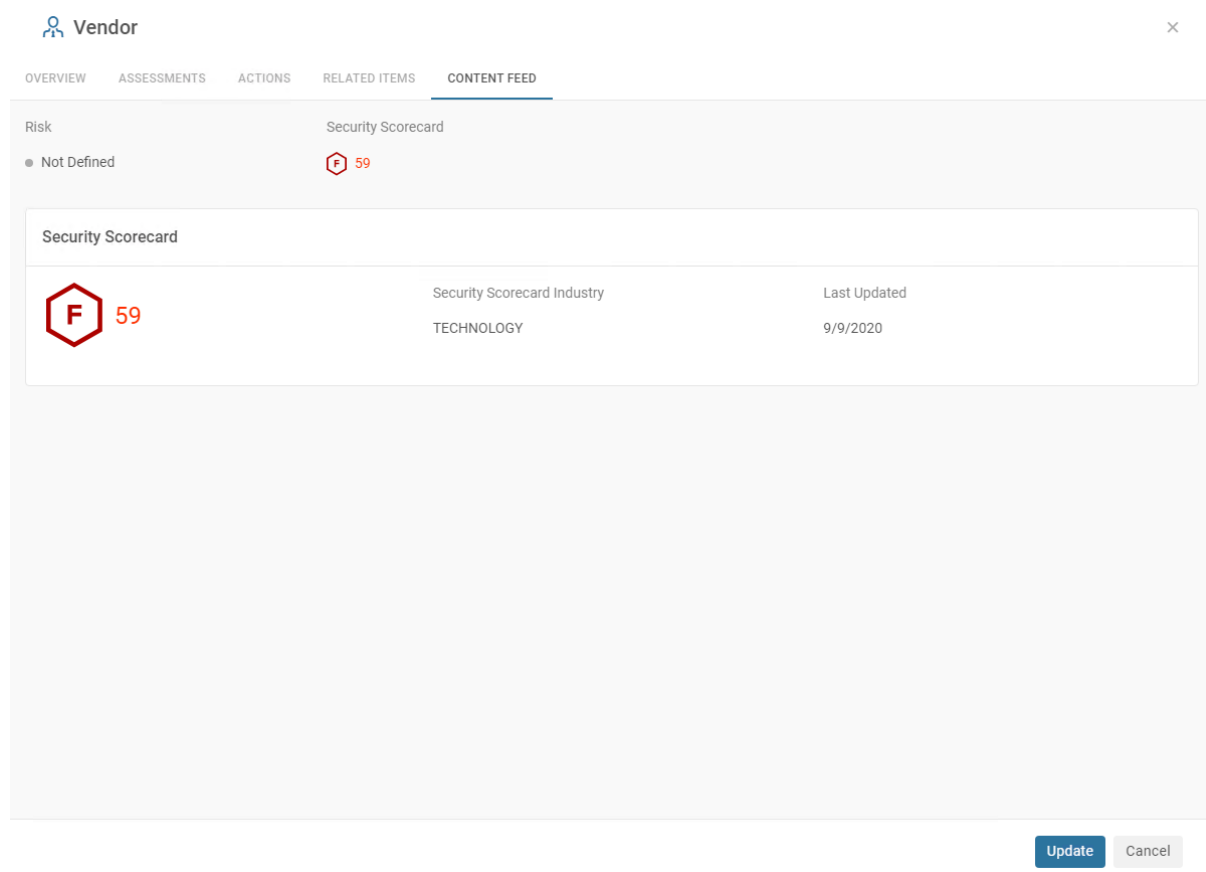 Vendor
OVERVIEW ASSESSMENTS ACTIONS RELATED ITEMS CONTENT FEED
Risk Security Scorecard
Not Defined F 59
Security Scorecard
F 59
Security Scorecard Industry Last Updated
TECHNOLOGY 9/9/2020
Update Cancel